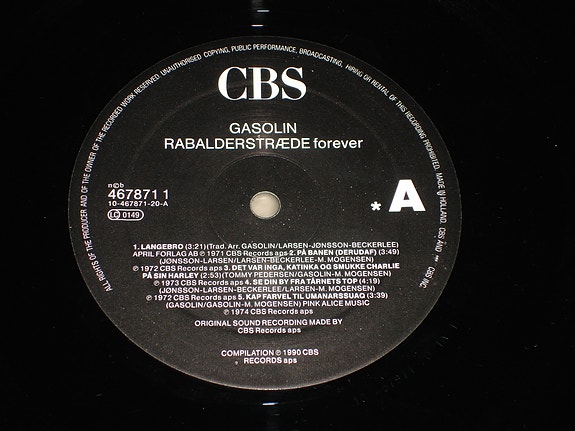 ALL RIGHTS OF THE PRODUCER AND OF THE OWNER OF THE RECORDED WORK RESERVED UNAUTHORISED COPYING, PUBLIC PERFORMANCE, BROADCASTING, HIRING OR RENTAL OF THIS RECORDING PROHIBITED. MADE IN HOLLAND.
CBS
GASOLIN
RABALDERSTRÆDE forever
n©b
467871 1
10-467871-20-A
LC 0149
* A
1. LANGEBRO (3:21)(Trad. Arr. GASOLIN/LARSEN-JØNSSON-BECKERLEE)
APRIL FORLAG AB ℗ 1971 CBS Records aps 2. PÅ BANEN (DERUDAF) (3:49)
(JØNSSON-LARSEN/LARSEN-BECKERLEE-M. MOGENSEN)
℗ 1972 CBS Records aps 3. DET VAR INGA, KATINKA OG SMUKKE CHARLIE
PÅ SIN HARLEY (2:53)(TOMMY PEDERSEN/GASOLIN-M. MOGENSEN)
℗ 1973 CBS Records aps 4. SE DIN BY FRA TÅRNETS TOP (4:19)
(JØNSSON-LARSEN-BECKERLEE/LARSEN-M. MOGENSEN)
℗ 1972 CBS Records aps 5. KAP FARVEL TIL UMANARSSUAQ (3:39)
(GASOLIN/GASOLIN-M. MOGENSEN) PINK ALICE MUSIC
℗ 1974 CBS Records aps
ORIGINAL SOUND RECORDING MADE BY
CBS Records aps
COMPILATION ℗ 1990 CBS
RECORDS aps